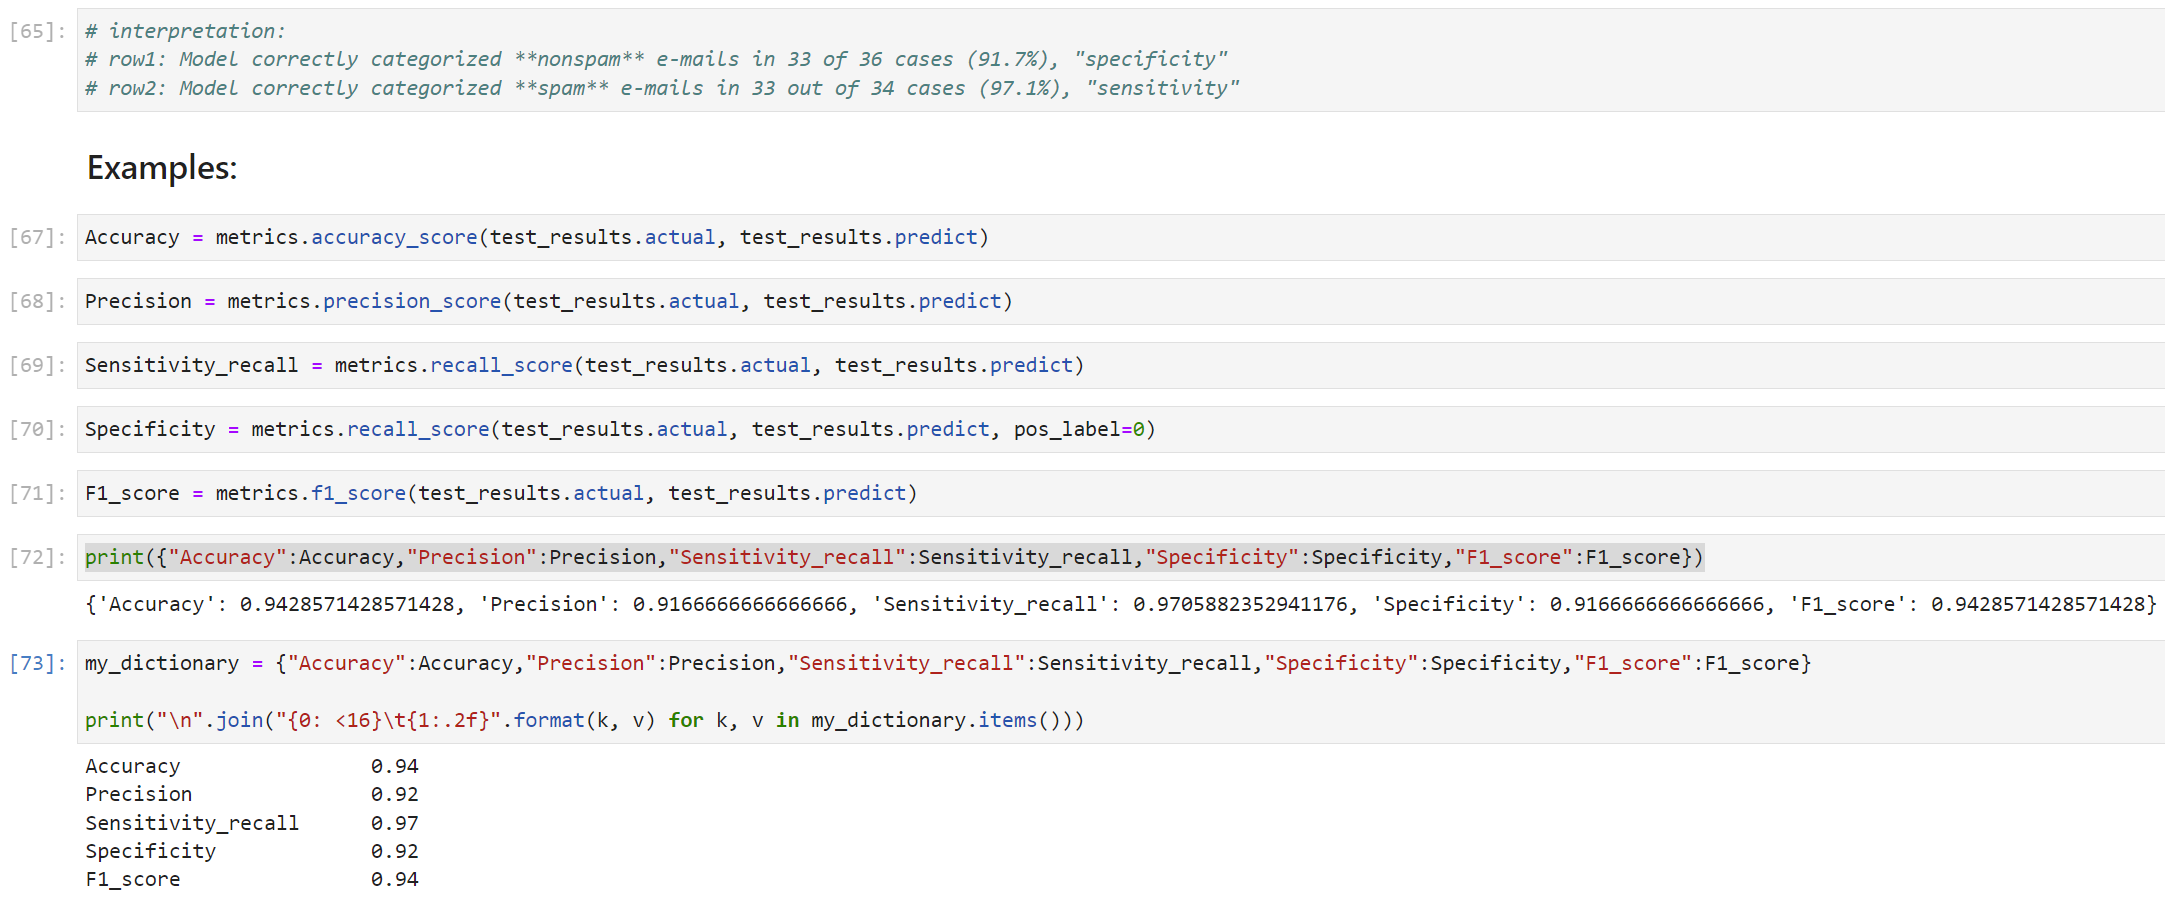 [65]: # interpretation:
# row1: Model correctly categorized **nonspam** e-mails in 33 of 36 cases (91.7%), "specificity"
# row2: Model correctly categorized **spam** e-mails in 33 out of 34 cases (97.1%), "sensitivity"
Examples:
[67]: Accuracy = metrics.accuracy_score(test_results.actual, test_results.predict)
[68]: Precision = metrics.precision_score(test_results.actual, test_results.predict)
[69]: Sensitivity_recall = metrics.recall_score(test_results.actual, test_results.predict)
[70]: Specificity = metrics.recall_score(test_results.actual, test_results.predict, pos_label=0)
[71]: F1_score = metrics.f1_score(test_results.actual, test_results.predict)
[72]: print({"Accuracy":Accuracy,"Precision":Precision,"Sensitivity_recall":Sensitivity_recall,"Specificity":Specificity,"F1_score":F1_score})
{'Accuracy': 0.9428571428571428, 'Precision': 0.9166666666666666, 'Sensitivity_recall': 0.9705882352941176, 'Specificity': 0.9166666666666666, 'F1_score': 0.9428571428571428}
[73]: my_dictionary = {"Accuracy":Accuracy,"Precision":Precision,"Sensitivity_recall":Sensitivity_recall,"Specificity":Specificity,"F1_score":F1_score}
print("\n".join("{0: <16}\t{1:.2f}".format(k, v) for k, v in my_dictionary.items()))
Accuracy 0.94
Precision 0.92
Sensitivity_recall 0.97
Specificity 0.92
F1_score 0.94